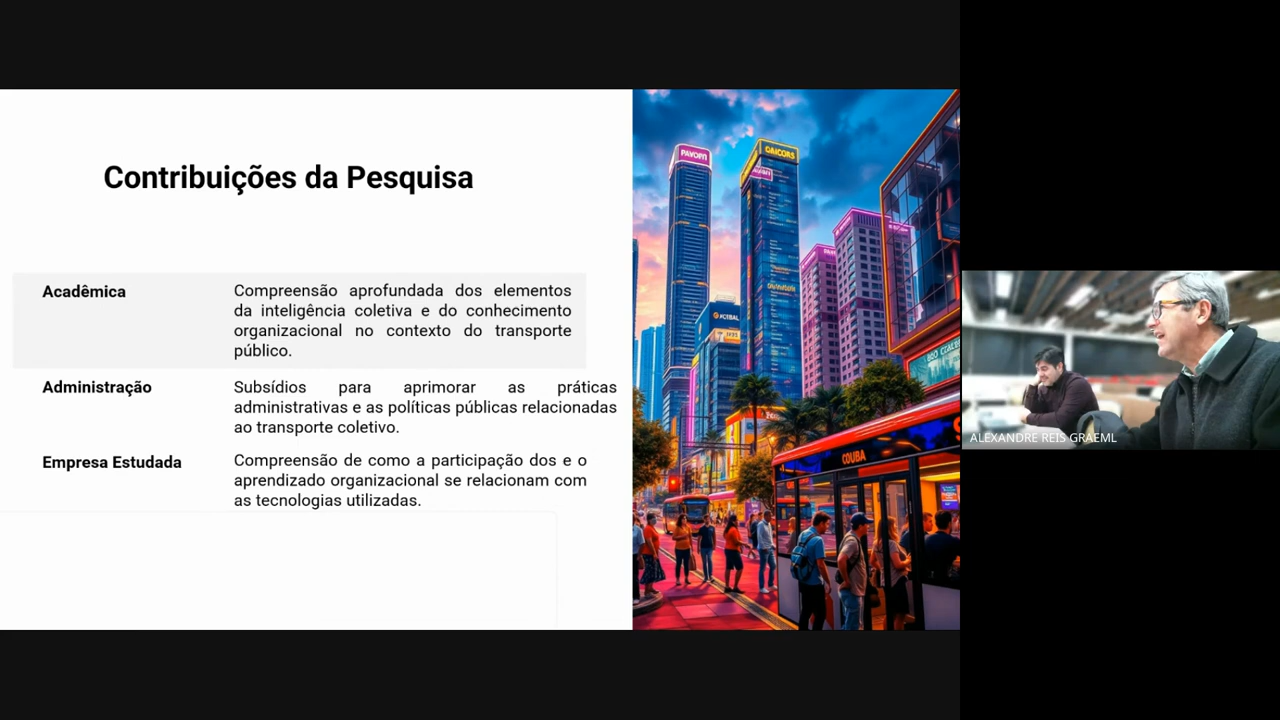 Contribuições da Pesquisa
Acadêmica
Compreensão aprofundada dos elementos
da inteligência coletiva e do conhecimento
organizacional no contexto do transporte
público.
Administração
Subsídios para aprimorar as práticas
administrativas e as políticas públicas relacionadas
ao transporte coletivo.
Empresa Estudada
Compreensão de como a participação dos e o
aprendizado organizacional se relacionam com
as tecnologias utilizadas.
COUBA
ALEXANDRE REIS GRAEML